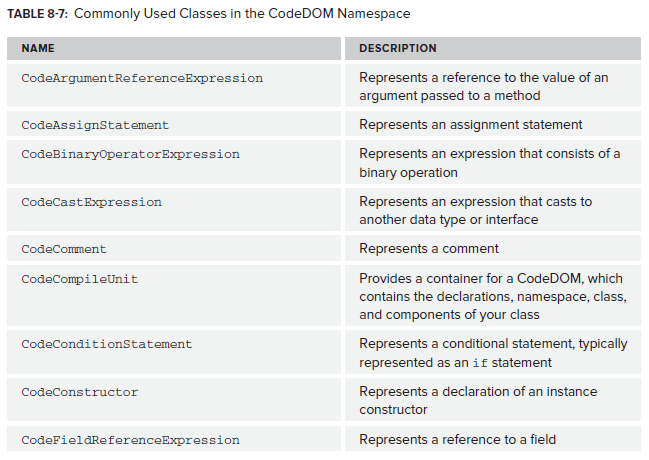 TABLE 8-7: Commonly Used Classes in the CodeDOM Namespace
NAME DESCRIPTION
CodeArgumentReferenceExpression Represents a reference to the value of an
argument passed to a method
CodeAssignStatement Represents an assignment statement
CodeBinaryOperatorExpression Represents an expression that consists of a
binary operation
CodeCastExpression Represents an expression that casts to
another data type or interface
CodeComment Represents a comment
CodeCompileUnit Provides a container for a CodeDOM, which
contains the declarations, namespace, class,
and components of your class
CodeConditionStatement Represents a conditional statement, typically
represented as an if statement
CodeConstructor Represents a declaration of an instance
constructor
CodeFieldReferenceExpression Represents a reference to a field